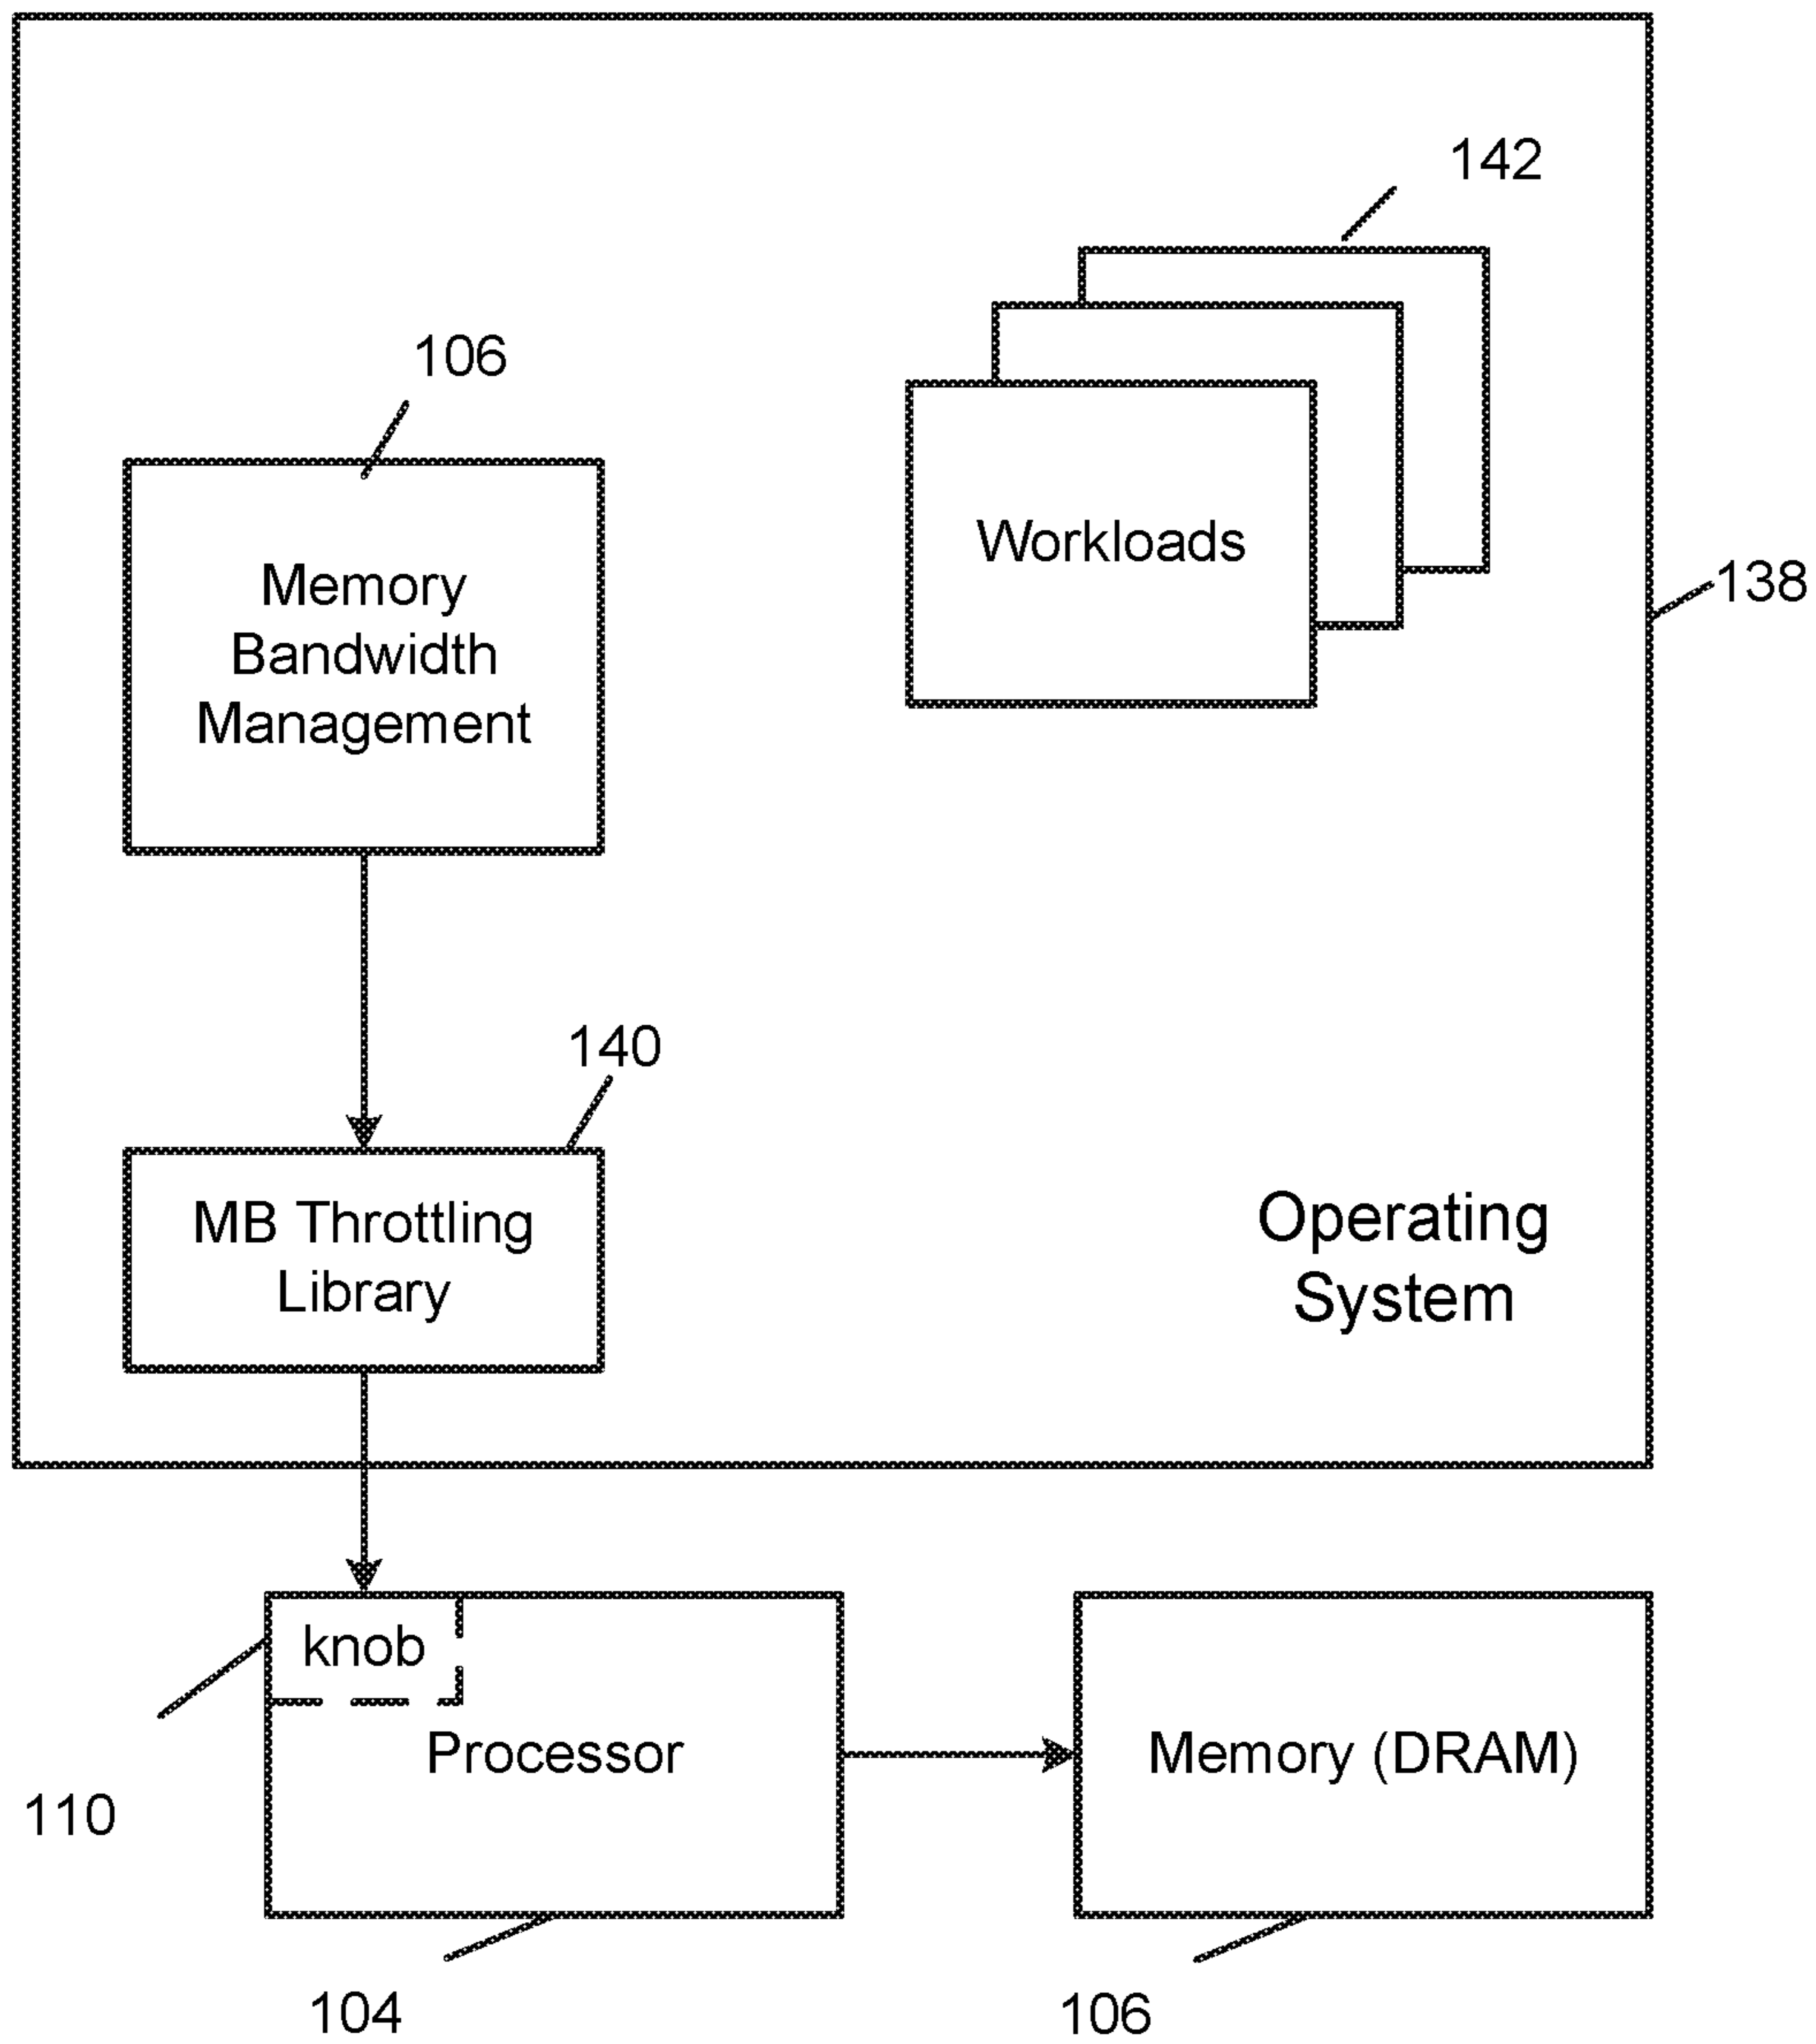 142
106
Workloads
138
Memory
Bandwidth
Management
140
MB Throttling
Library
Operating
System
knob
Processor
Memory (DRAM)
110
104
106